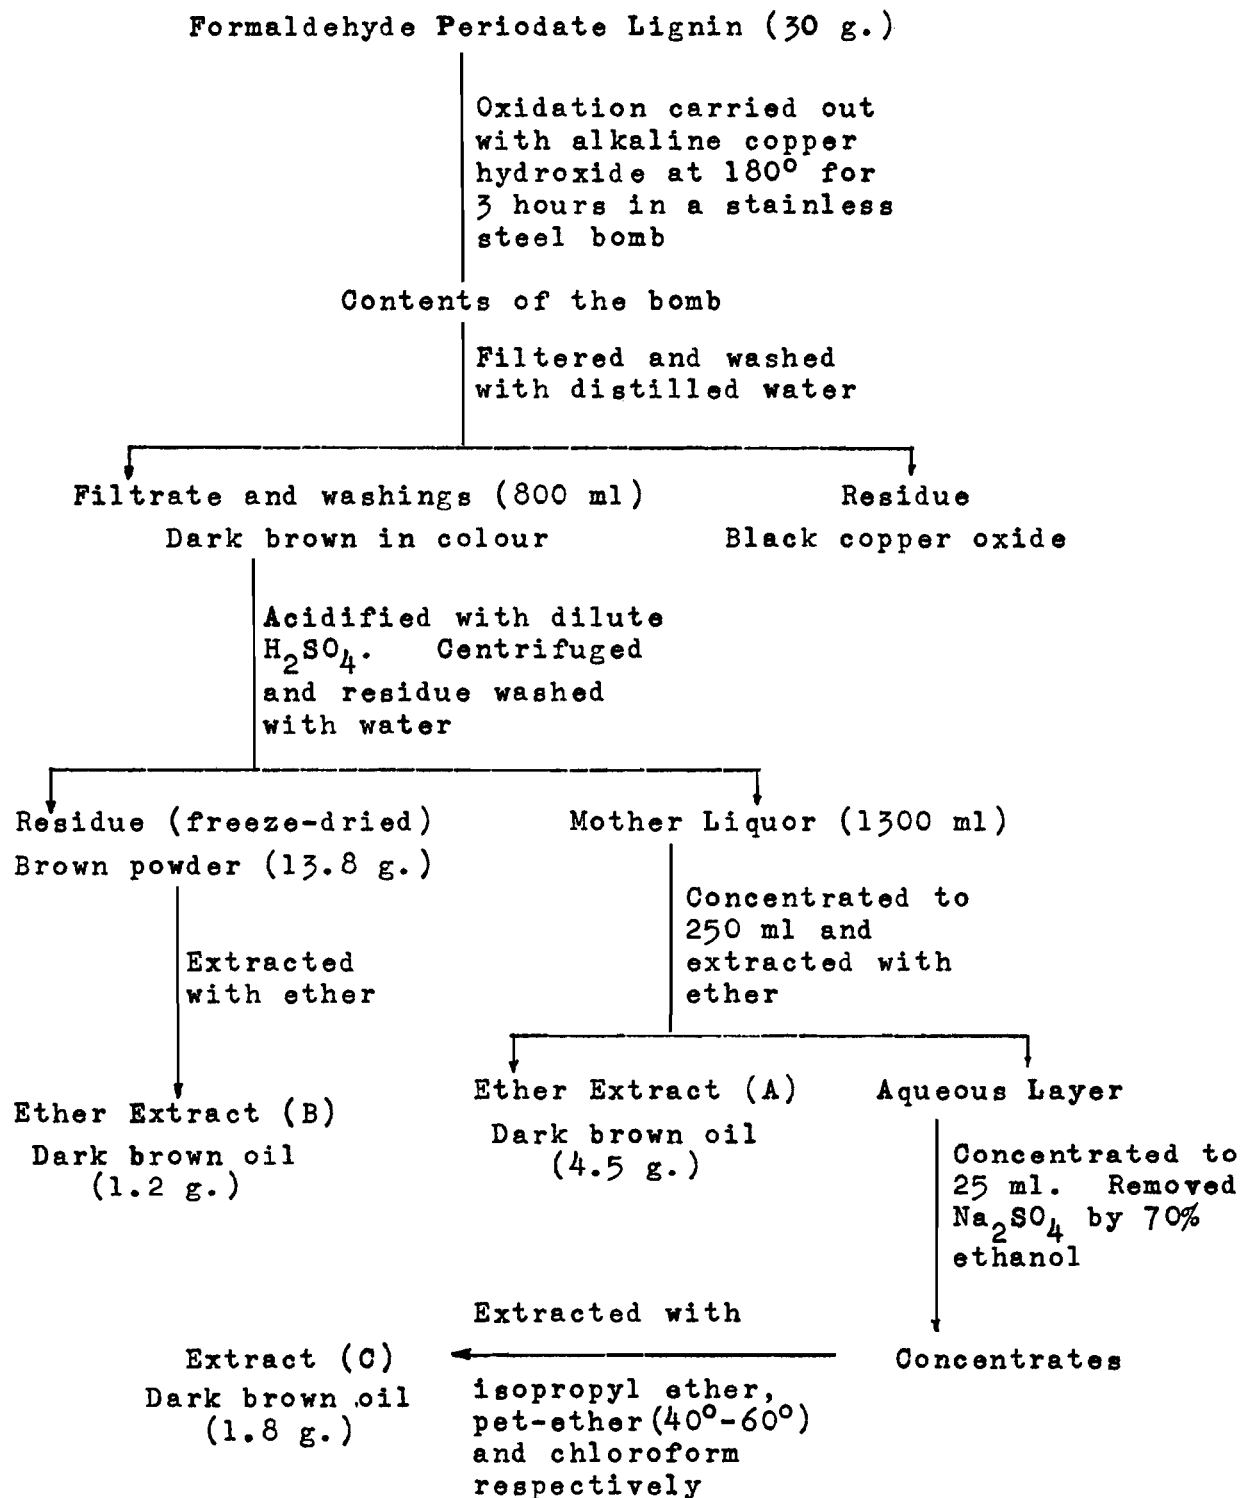 Formaldehyde Periodate Lignin (30 g.)
Oxidation carried out
with alkaline copper
hydroxide at 180° for
3 hours in a stainless
steel bomb
Contents of the bomb
Filtered and washed
with distilled water
Filtrate and washings (800 ml)
Dark brown in colour
Residue
Black copper oxide
Acidified with dilute
H₂SO₄. Centrifuged
and residue washed
with water
Residue (freeze-dried)
Brown powder (13.8 g.)
Mother Liquor (1300 ml)
Extracted
with ether
Concentrated to
250 ml and
extracted with
ether
Ether Extract (B)
Dark brown oil
(1.2 g.)
Ether Extract (A)
Dark brown oil
(4.5 g.)
Aqueous Layer
Concentrated to
25 ml. Removed
Na₂SO₄ by 70%
ethanol
Concentrates
Extracted with
isopropyl ether,
pet-ether(40°-60°)
and chloroform
respectively
Extract (C)
Dark brown oil
(1.8 g.)